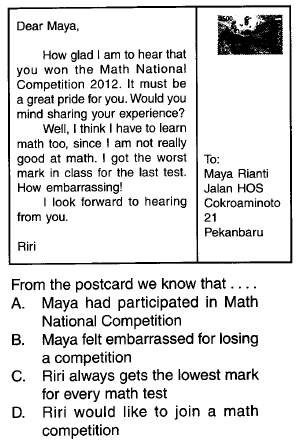 Dear Maya,
How glad I am to hear that
you won the Math National
Competition 2012. It must be
a great pride for you. Would you
mind sharing your experience?
Well, I think I have to learn
math too, since I am not really
good at math. I got the worst
mark in class for the last test.
How embarrassing!
I look forward to hearing
from you.
Riri
To:
Maya Rianti
Jalan HOS
Cokroaminoto
21
Pekanbaru
From the postcard we know that . . . .
A. Maya had participated in Math
National Competition
B. Maya felt embarrassed for losing
a competition
C. Riri always gets the lowest mark
for every math test
D. Riri would like to join a math
competition